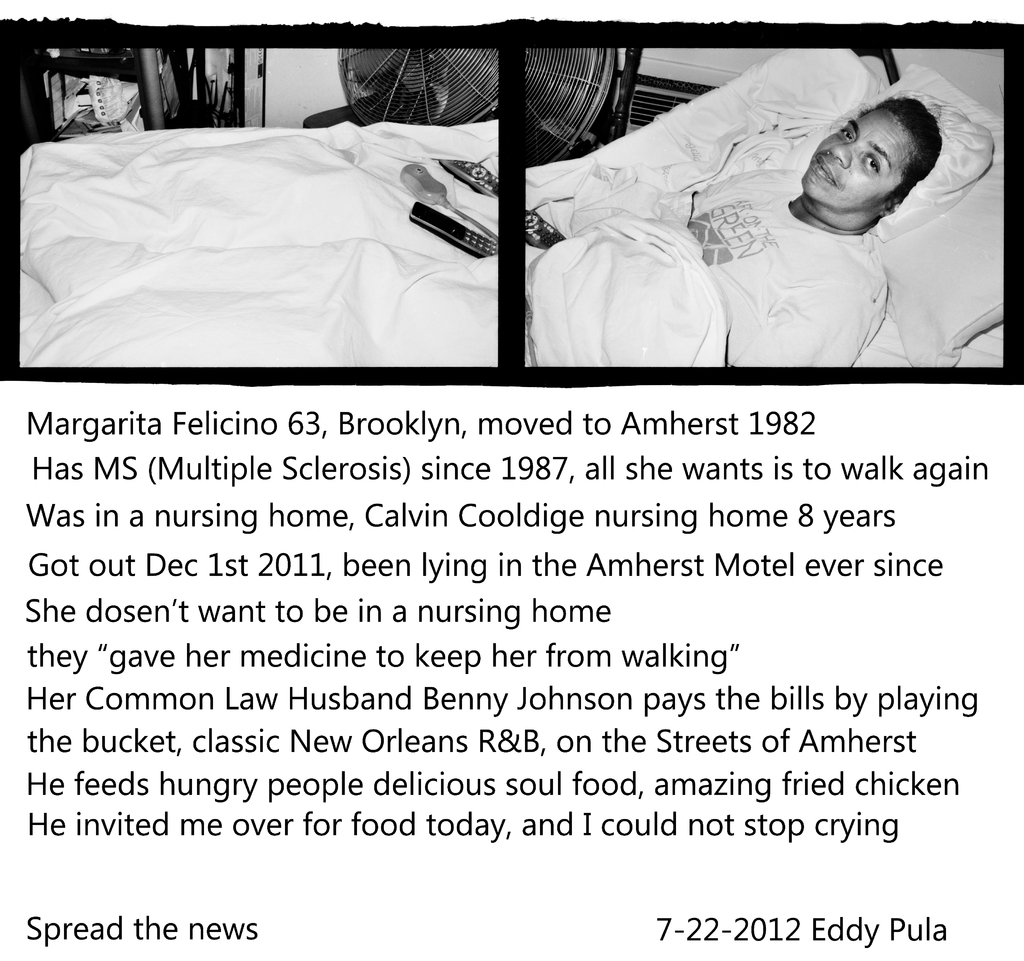 ART ON THE
GREEN
Margarita Felicino 63, Brooklyn, moved to Amherst 1982
Has MS (Multiple Sclerosis) since 1987, all she wants is to walk again
Was in a nursing home, Calvin Cooldige nursing home 8 years
Got out Dec 1st 2011, been lying in the Amherst Motel ever since
She dosen't want to be in a nursing home
they “gave her medicine to keep her from walking”
Her Common Law Husband Benny Johnson pays the bills by playing
the bucket, classic New Orleans R&B, on the Streets of Amherst
He feeds hungry people delicious soul food, amazing fried chicken
He invited me over for food today, and I could not stop crying
Spread the news
7-22-2012 Eddy Pula